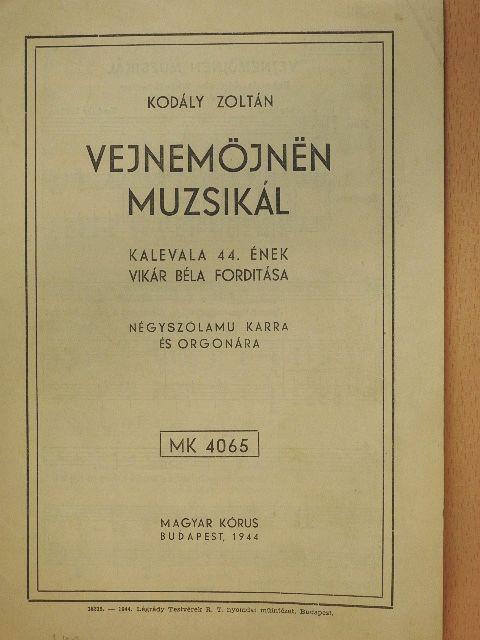 KODÁLY ZOLTÁN
VEJNEMÖJNËN
MUZSIKÁL
KALEVALA 44. ÉNEK
VIKÁR BÉLA FORDITÁSA
NÉGYSZÓLAMU KARRA
ÉS ORGONÁRA
MK 4065
MAGYAR KÓRUS
BUDAPEST, 1944
— 1944. Légrády Testvérek R. T. nyomdai műintézet, Budapest.